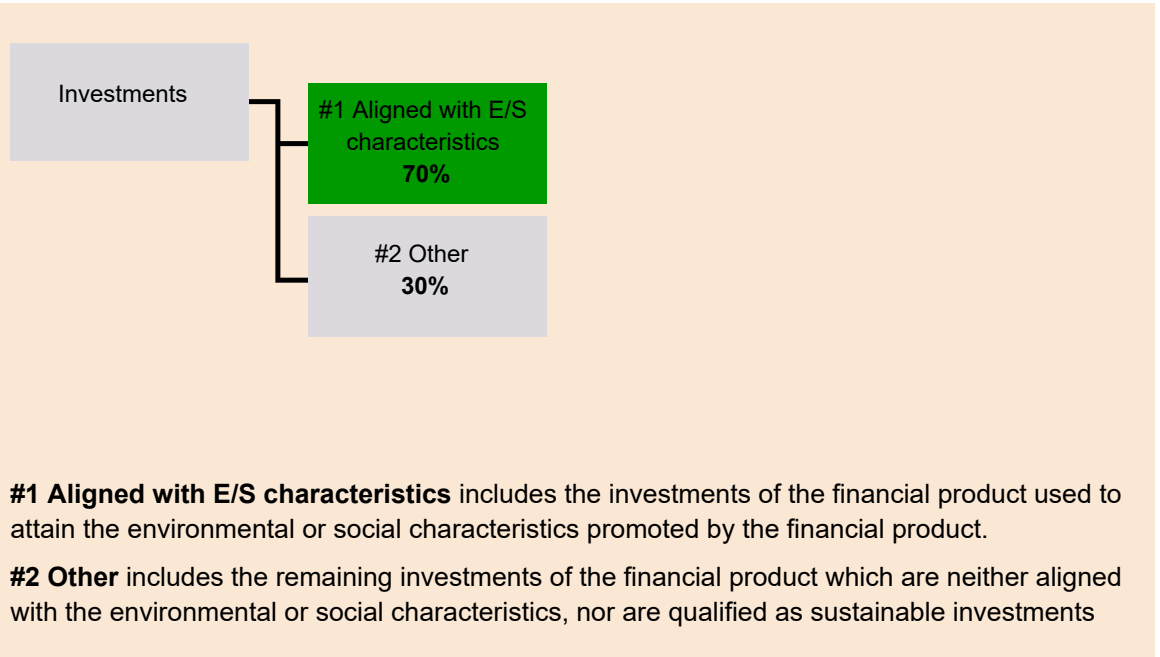 Investments
#1 Aligned with E/S
characteristics
70%
#2 Other
30%
#1 Aligned with E/S characteristics includes the investments of the financial product used to
attain the environmental or social characteristics promoted by the financial product.
#2 Other includes the remaining investments of the financial product which are neither aligned
with the environmental or social characteristics, nor are qualified as sustainable investments